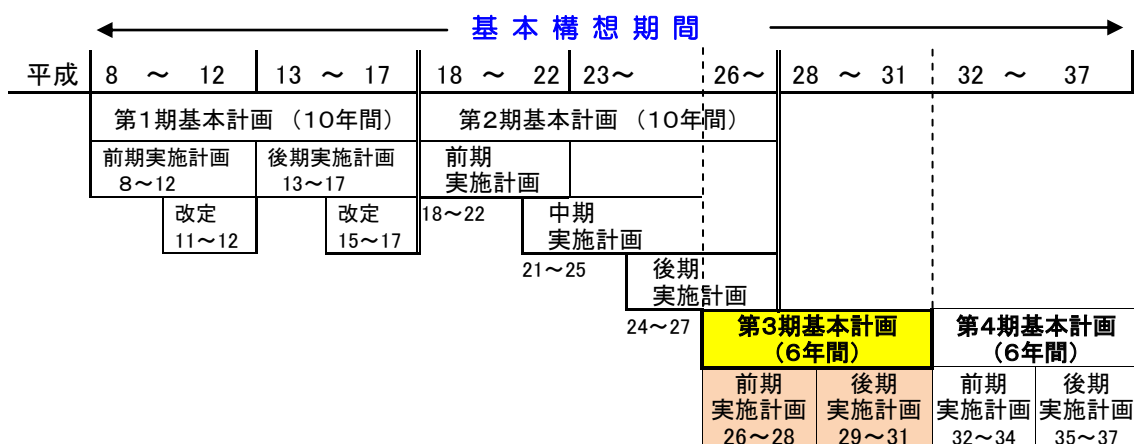 基本構想期間
平成 8 ～ 12 13 ～ 17 18 ～ 22 23～ 26～ 28 ～ 31 32 ～ 37
第1期基本計画 (10年間) 第2期基本計画 (10年間)
前期実施計画
8～12
後期実施計画
13～17
前期
実施計画
18～22
改定
11～12
改定
15～17
中期
実施計画
21～25
後期
実施計画
24～27
第3期基本計画
(6年間)
第4期基本計画
(6年間)
前期
実施計画
26～28
後期
実施計画
29～31
前期
実施計画
32～34
後期
実施計画
35～37